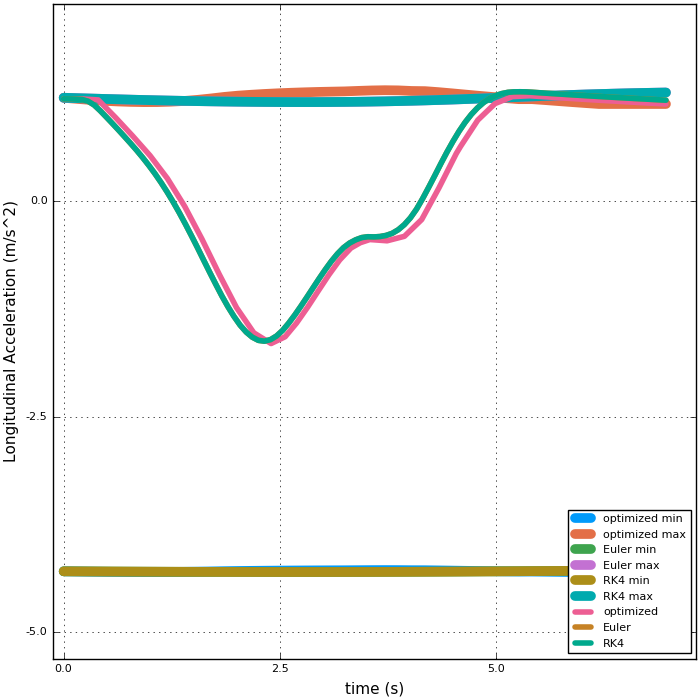 Longitudinal Acceleration (m/s^2)
0.0
-2.5
-5.0
0.0
2.5
5.0
time (s)
optimized min
optimized max
Euler min
Euler max
RK4 min
RK4 max
optimized
Euler
RK4